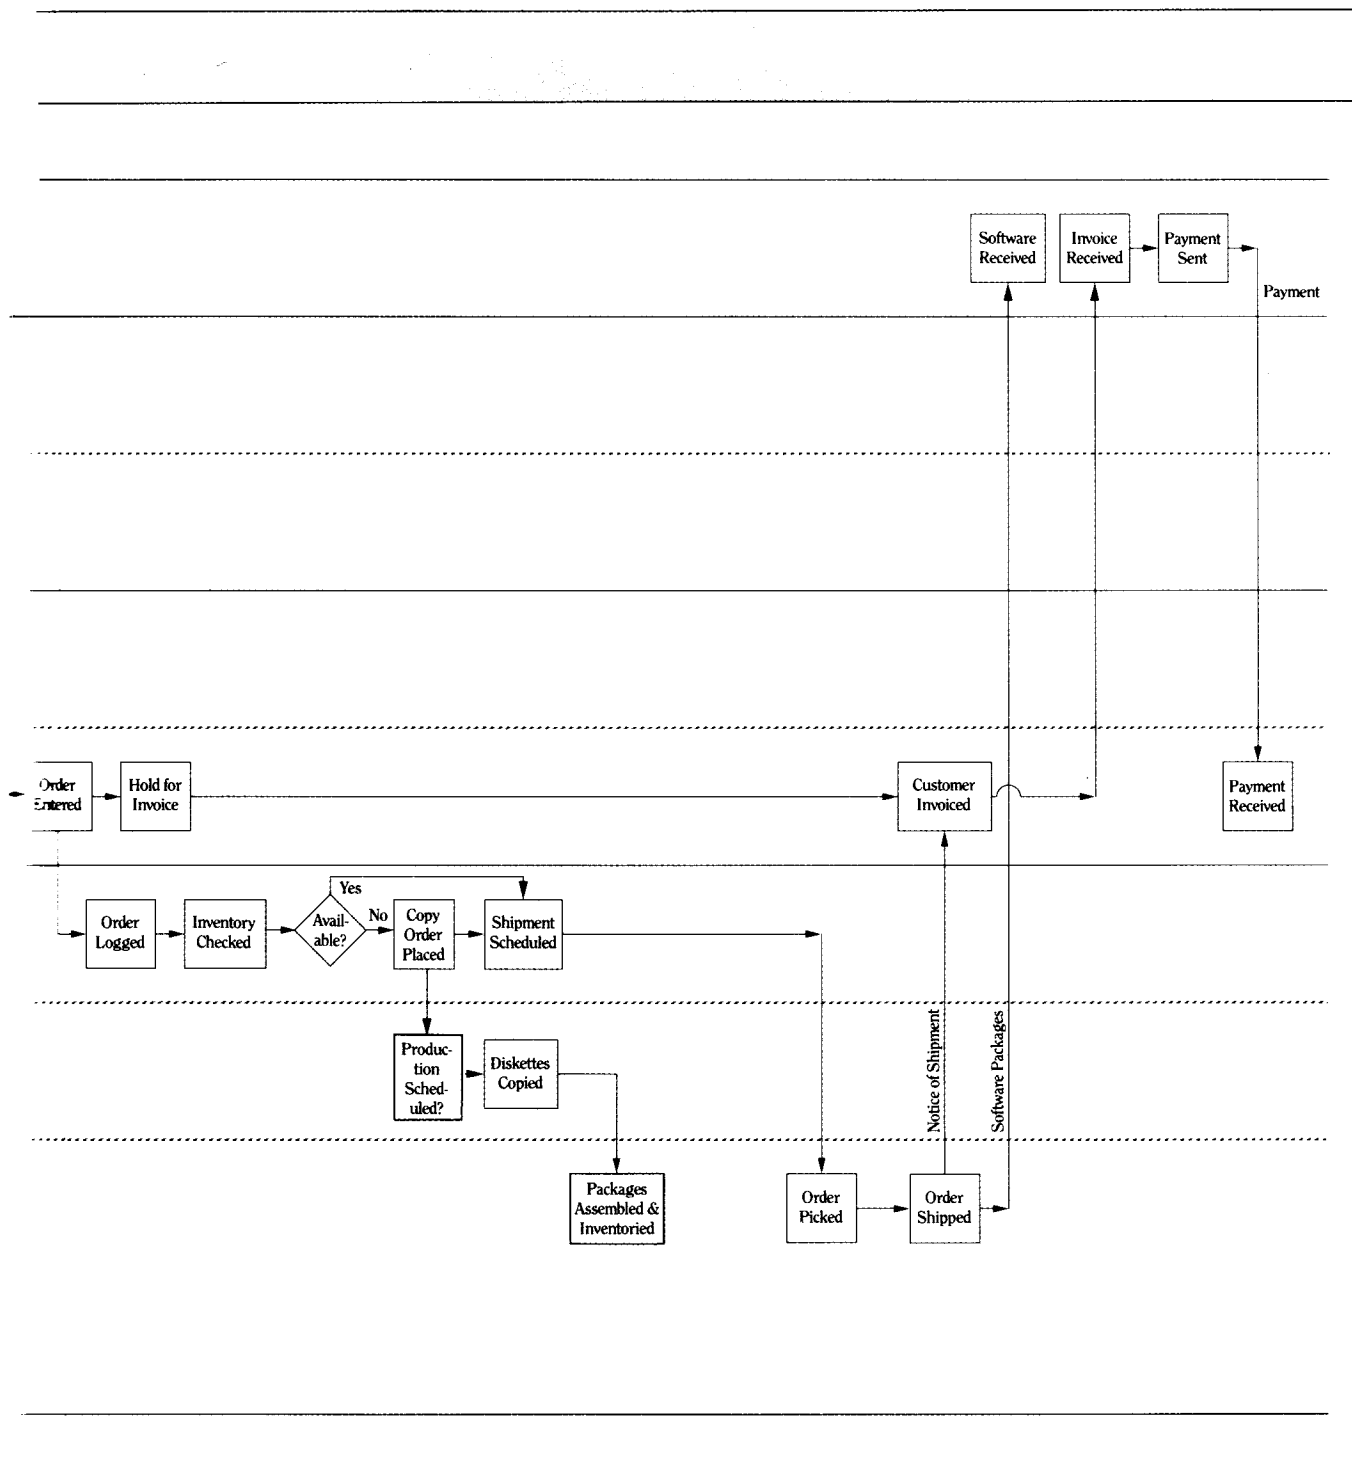 Software
Received
Invoice
Received
Payment
Sent
Payment
Order
Entered
Hold for
Invoice
Customer
Invoiced
Payment
Received
Yes
Order
Logged
Inventory
Checked
Avail-
able?
No
Copy
Order
Placed
Shipment
Scheduled
Produc-
tion
Sched-
uled?
Diskettes
Copied
Notice of Shipment
Software Packages
Packages
Assembled &
Inventoried
Order
Picked
Order
Shipped